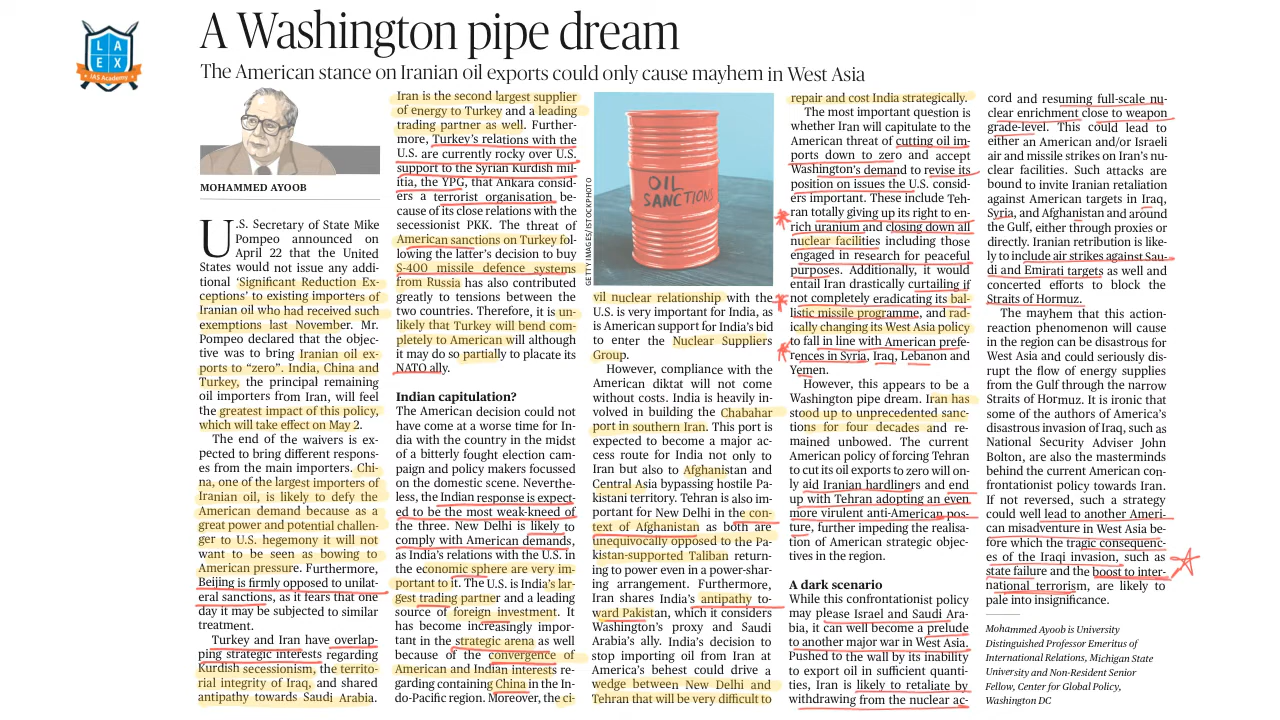 L A
E X
IAS Academy
A Washington pipe dream
The American stance on Iranian oil exports could only cause mayhem in West Asia
MOHAMMED AYOOB
U.S. Secretary of State Mike
Pompeo announced on
April 22 that the United
States would not issue any addi-
tional ‘Significant Reduction Ex-
ceptions’ to existing importers of
Iranian oil who had received such
exemptions last November. Mr.
Pompeo declared that the objec-
tive was to bring Iranian oil ex-
ports to “zero”. India, China and
Turkey, the principal remaining
oil importers from Iran, will feel
the greatest impact of this policy,
which will take effect on May 2.
The end of the waivers is ex-
pected to bring different respons-
es from the main importers. Chi-
na, one of the largest importers of
Iranian oil, is likely to defy the
American demand because as a
great power and potential challen-
ger to U.S. hegemony it will not
want to be seen as bowing to
American pressure. Furthermore,
Beijing is firmly opposed to unilat-
eral sanctions, as it fears that one
day it may be subjected to similar
treatment.
Turkey and Iran have overlap-
ping strategic interests regarding
Kurdish secessionism, the territo-
rial integrity of Iraq, and shared
antipathy towards Saudi Arabia.
Iran is the second largest supplier
of energy to Turkey and a leading
trading partner as well. Further-
more, Turkey’s relations with the
U.S. are currently rocky over U.S.
support to the Syrian Kurdish mil-
itia, the YPG, that Ankara consid-
ers a terrorist organisation be-
cause of its close relations with the
secessionist PKK. The threat of
American sanctions on Turkey fol-
lowing the latter’s decision to buy
S-400 missile defence systems
from Russia has also contributed
greatly to tensions between the
two countries. Therefore, it is un-
likely that Turkey will bend com-
pletely to American will although
it may do so partially to placate its
NATO ally.
Indian capitulation?
The American decision could not
have come at a worse time for In-
dia with the country in the midst
of a bitterly fought election cam-
paign and policy makers focussed
on the domestic scene. Neverthe-
less, the Indian response is expect-
ed to be the most weak-kneed of
the three. New Delhi is likely to
comply with American demands,
as India’s relations with the U.S. in
the economic sphere are very im-
portant to it. The U.S. is India’s lar-
gest trading partner and a leading
source of foreign investment. It
has become increasingly impor-
tant in the strategic arena as well
because of the convergence of
American and Indian interests
regarding containing China in the In-
do-Pacific region. Moreover, the ci-
OIL
SANCTIONS
GETTY IMAGES/ISTOCKPHOTO
vil nuclear relationship with the
U.S. is very important for India, as
is American support for India’s bid
to enter the Nuclear Suppliers
Group.
However, compliance with the
American diktat will not come
without costs. India is heavily in-
volved in building the Chabahar
port in southern Iran. This port is
expected to become a major ac-
cess route for India not only to
Iran but also to Afghanistan and
Central Asia bypassing hostile Pa-
kistani territory. Tehran is also im-
portant for New Delhi in the con-
text of Afghanistan as both are
unequivocally opposed to the Pa-
kistan-supported Taliban return-
ing to power even in a power-shar-
ing arrangement. Furthermore,
Iran shares India’s antipathy to-
ward Pakistan, which it considers
Washington’s proxy and Saudi
Arabia’s ally. India’s decision to
stop importing oil from Iran at
America’s behest could drive a
wedge between New Delhi and
Tehran that will be very difficult to
repair and cost India strategically.
The most important question is
whether Iran will capitulate to the
American threat of cutting oil im-
ports down to zero and accept
Washington’s demand to revise its
position on issues the U.S. consid-
ers important. These include Teh-
ran totally giving up its right to en-
rich uranium and closing down all
nuclear facilities including those
engaged in research for peaceful
purposes. Additionally, it would
entail Iran drastically curtailing if
not completely eradicating its bal-
listic missile programme, and rad-
ically changing its West Asia policy
to fall in line with American prefe-
rences in Syria, Iraq, Lebanon and
Yemen.
However, this appears to be a
Washington pipe dream. Iran has
stood up to unprecedented sanc-
tions for four decades and re-
mained unbowed. The current
American policy of forcing Tehran
to cut its oil exports to zero will on-
ly aid Iranian hardliners and end
up with Tehran adopting an even
more virulent anti-American pos-
ture, further impeding the realisa-
tion of American strategic objec-
tives in the region.
A dark scenario
While this confrontationist policy
may please Israel and Saudi Ara-
bia, it can well become a prelude
to another major war in West Asia.
Pushed to the wall by its inability
to export oil in sufficient quanti-
ties, Iran is likely to retaliate by
withdrawing from the nuclear ac-
cord and resuming full-scale nu-
clear enrichment close to weapon
grade-level. This could lead to
either an American and/or Israeli
air and missile strikes on Iran’s nu-
clear facilities. Such attacks are
bound to invite Iranian retaliation
against American targets in Iraq,
Syria, and Afghanistan and around
the Gulf, either through proxies or
directly. Iranian retribution is like-
ly to include air strikes against Sau-
di and Emirati targets as well and
concerted efforts to block the
Straits of Hormuz.
The mayhem that this action-
reaction phenomenon will cause
in the region can be disastrous for
West Asia and could seriously dis-
rupt the flow of energy supplies
from the Gulf through the narrow
Straits of Hormuz. It is ironic that
some of the authors of America’s
disastrous invasion of Iraq, such as
National Security Adviser John
Bolton, are also the masterminds
behind the current American con-
frontationist policy towards Iran.
If not reversed, such a strategy
could well lead to another Ameri-
can misadventure in West Asia be-
fore which the tragic consequenc-
es of the Iraqi invasion, such as
state failure and the boost to inter-
national terrorism, are likely to
pale into insignificance.
Mohammed Ayoob is University
Distinguished Professor Emeritus of
International Relations, Michigan State
University and Non-Resident Senior
Fellow, Center for Global Policy,
Washington DC